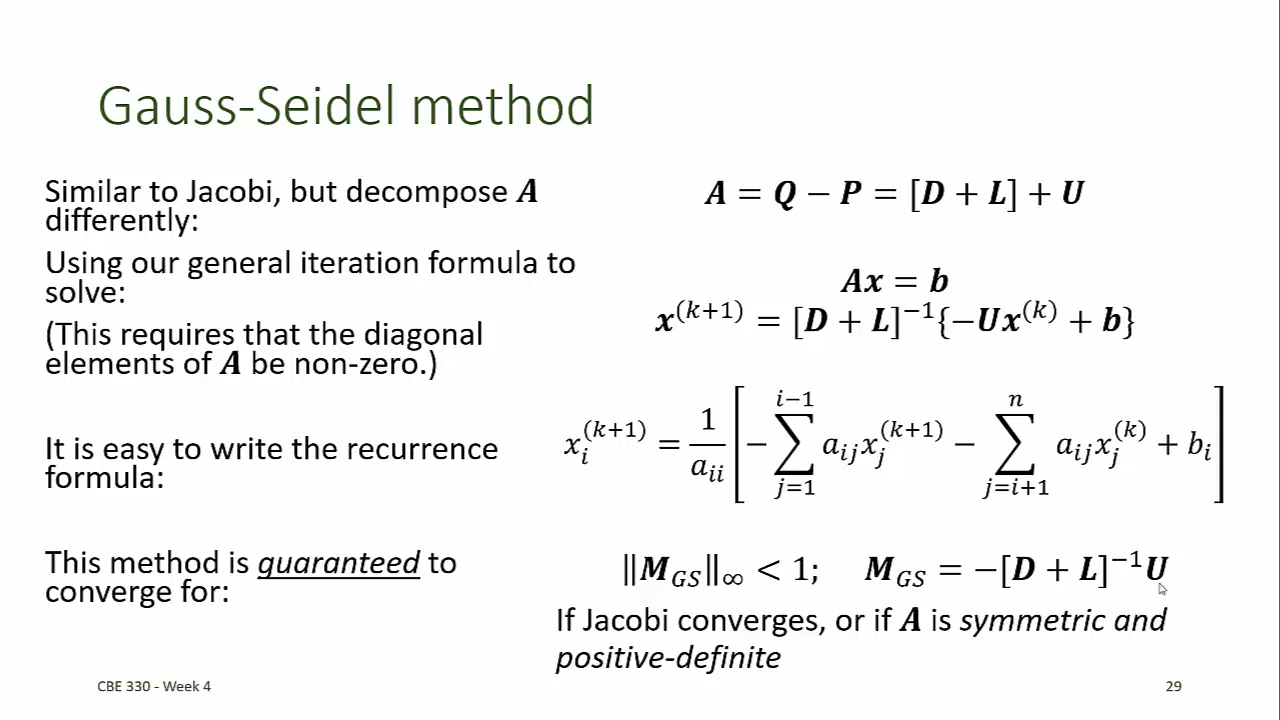 Gauss-Seidel method
Similar to Jacobi, but decompose A
differently:
A = Q − P = [D + L] + U
Using our general iteration formula to
solve:
Ax = b
x^(k+1) = [D + L]^−1{−Ux^(k) + b}
(This requires that the diagonal
elements of A be non-zero.)
It is easy to write the recurrence
formula:
x_i^(k+1) = 1/a_ii [−∑_{j=1}^{i−1} a_ij x_j^(k+1) − ∑_{j=i+1}^{n} a_ij x_j^(k) + b_i]
This method is guaranteed to
converge for:
‖M_GS‖_∞ < 1; M_GS = −[D + L]^−1U
If Jacobi converges, or if A is symmetric and
positive-definite
CBE 330 - Week 4
29